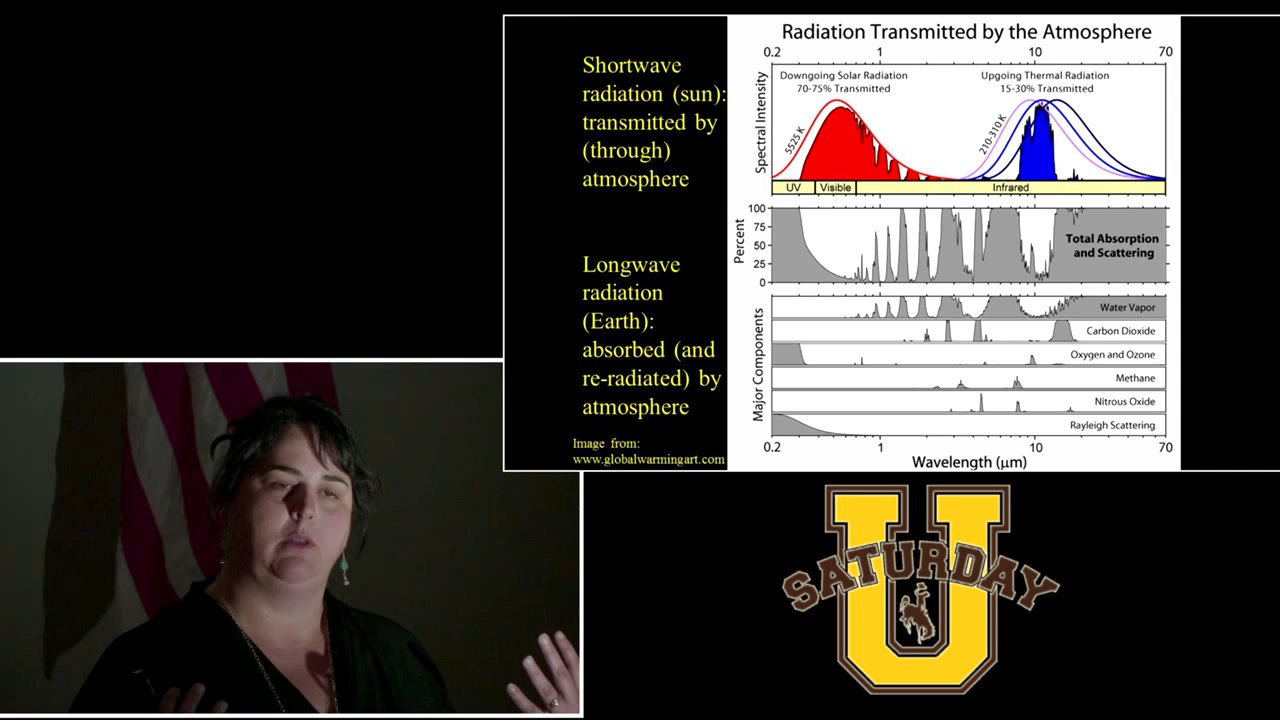 Shortwave
radiation (sun):
transmitted by
(through)
atmosphere
Longwave
radiation
(Earth):
absorbed (and
re-radiated) by
atmosphere
Image from:
www.globalwarmingart.com
Radiation Transmitted by the Atmosphere
0.2 1 10 70
Spectral Intensity
Downgoing Solar Radiation
70-75% Transmitted
Upgoing Thermal Radiation
15-30% Transmitted
5525 K
210-310 K
UV Visible Infrared
Percent
100
75
50
25
0
Total Absorption
and Scattering
Major Components
Water Vapor
Carbon Dioxide
Oxygen and Ozone
Methane
Nitrous Oxide
Rayleigh Scattering
0.2 1 10 70
Wavelength (μm)
U
SATURDAY